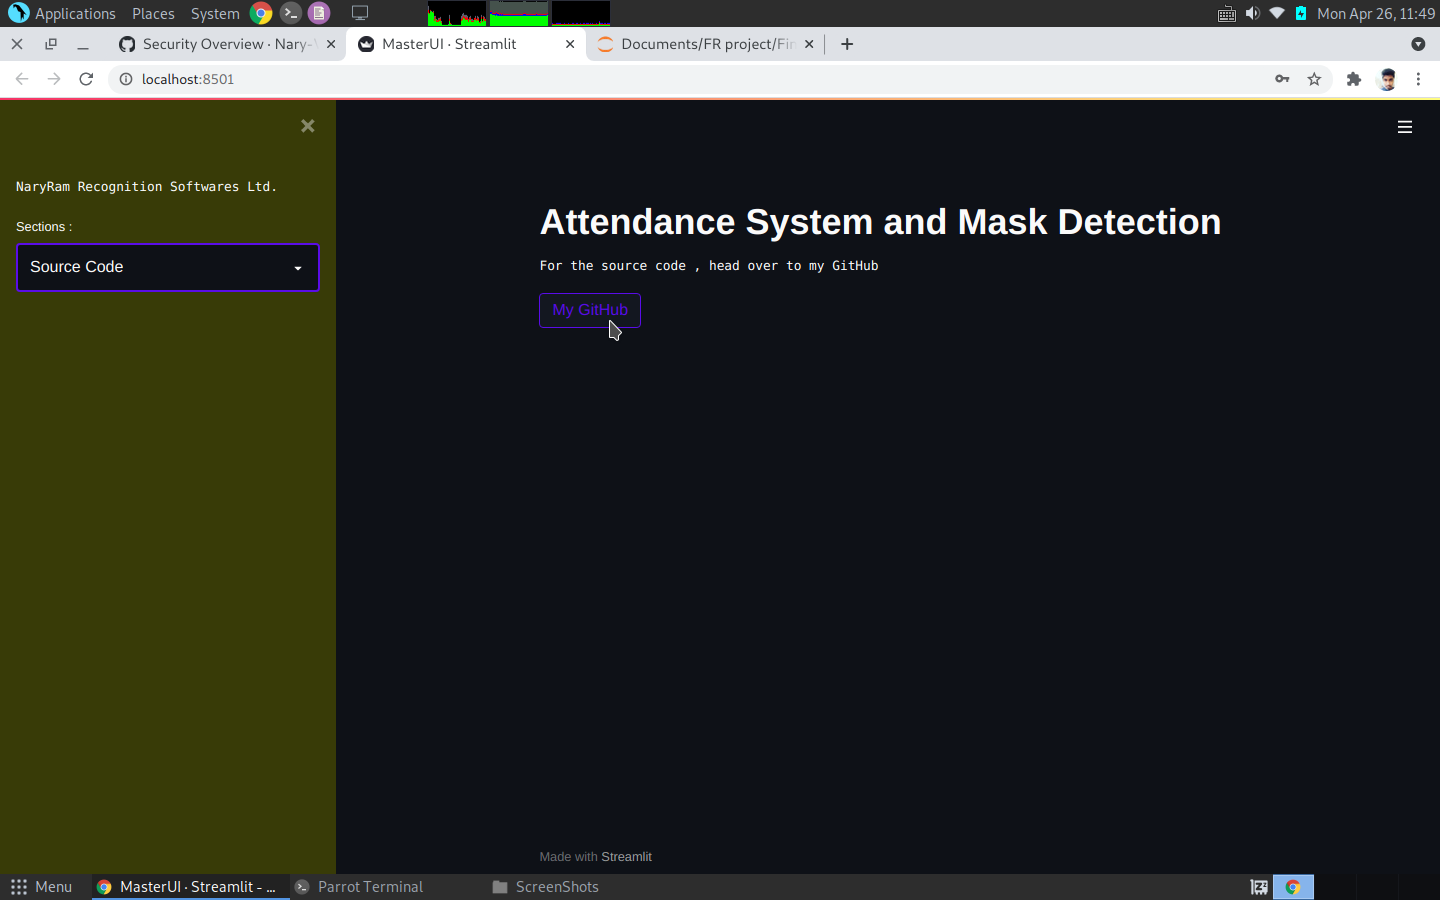 Applications Places System Mon Apr 26, 11:49
Security Overview · Nary-
MasterUI · Streamlit
Documents/FR project/Fin
localhost:8501
NaryRam Recognition Softwares Ltd.
Sections :
Source Code
Attendance System and Mask Detection
For the source code , head over to my GitHub
My GitHub
Made with Streamlit
Menu MasterUI · Streamlit - ... Parrot Terminal ScreenShots